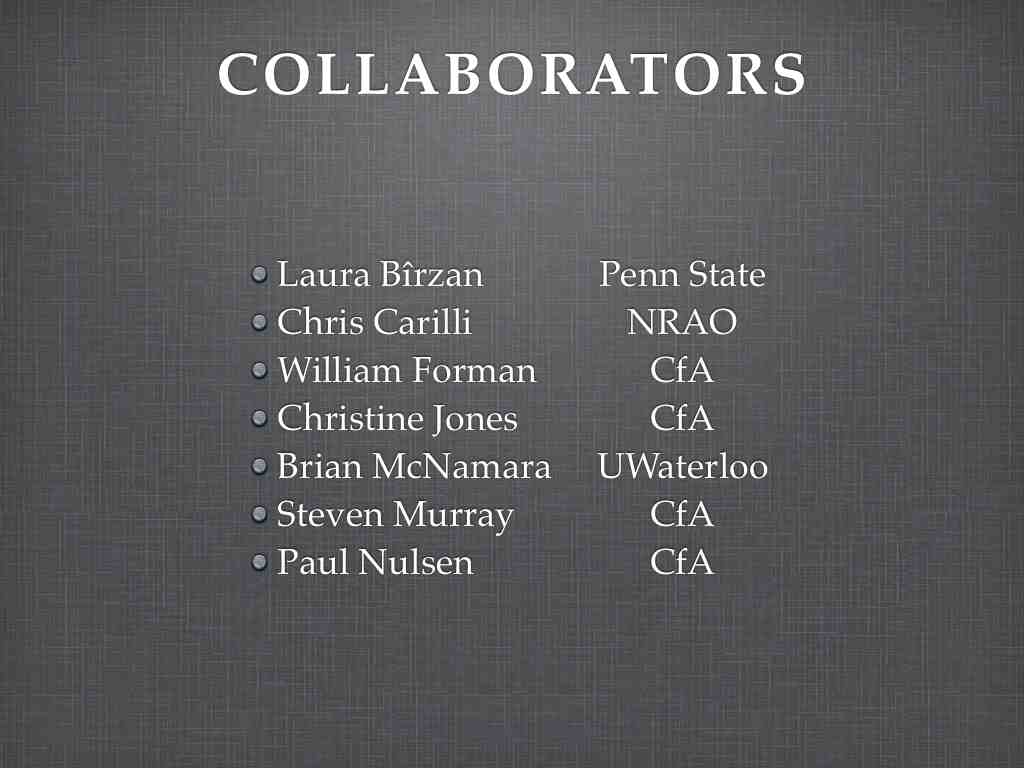 COLLABORATORS
Laura Bîrzan Penn State
Chris Carilli NRAO
William Forman CfA
Christine Jones CfA
Brian McNamara UWaterloo
Steven Murray CfA
Paul Nulsen CfA